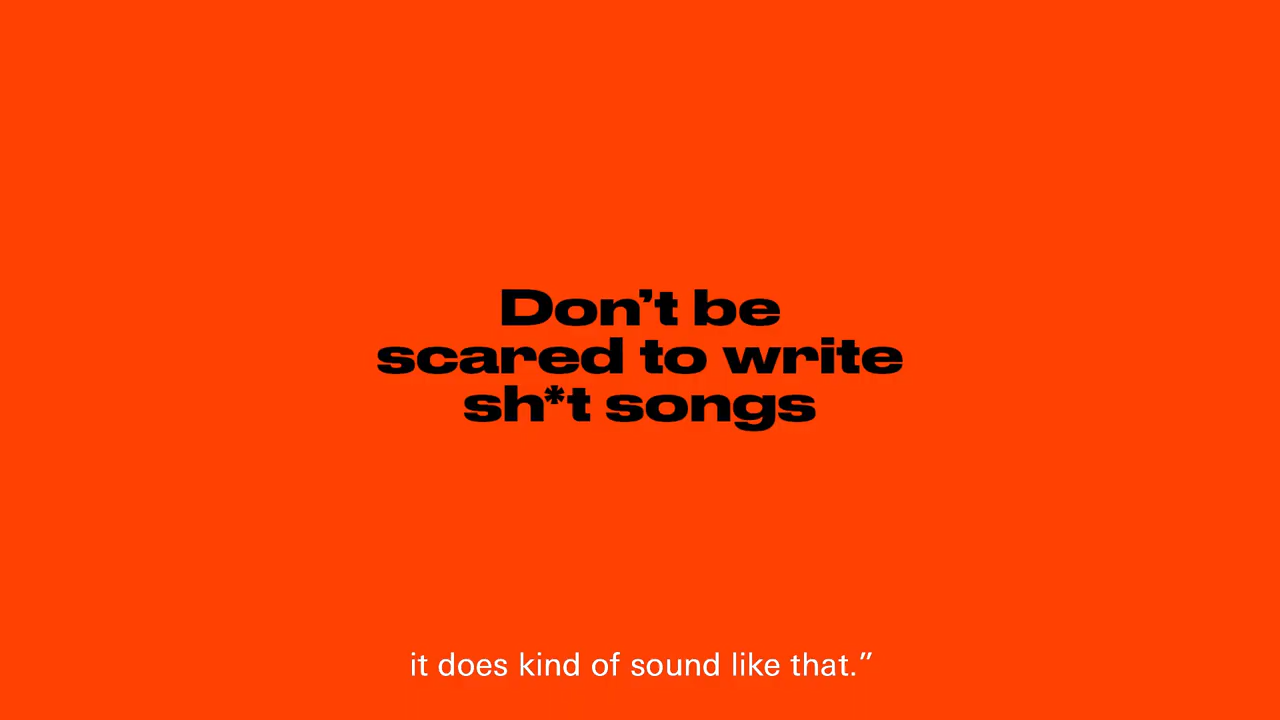 Don’t be
scared to write
sh*t songs
it does kind of sound like that.”